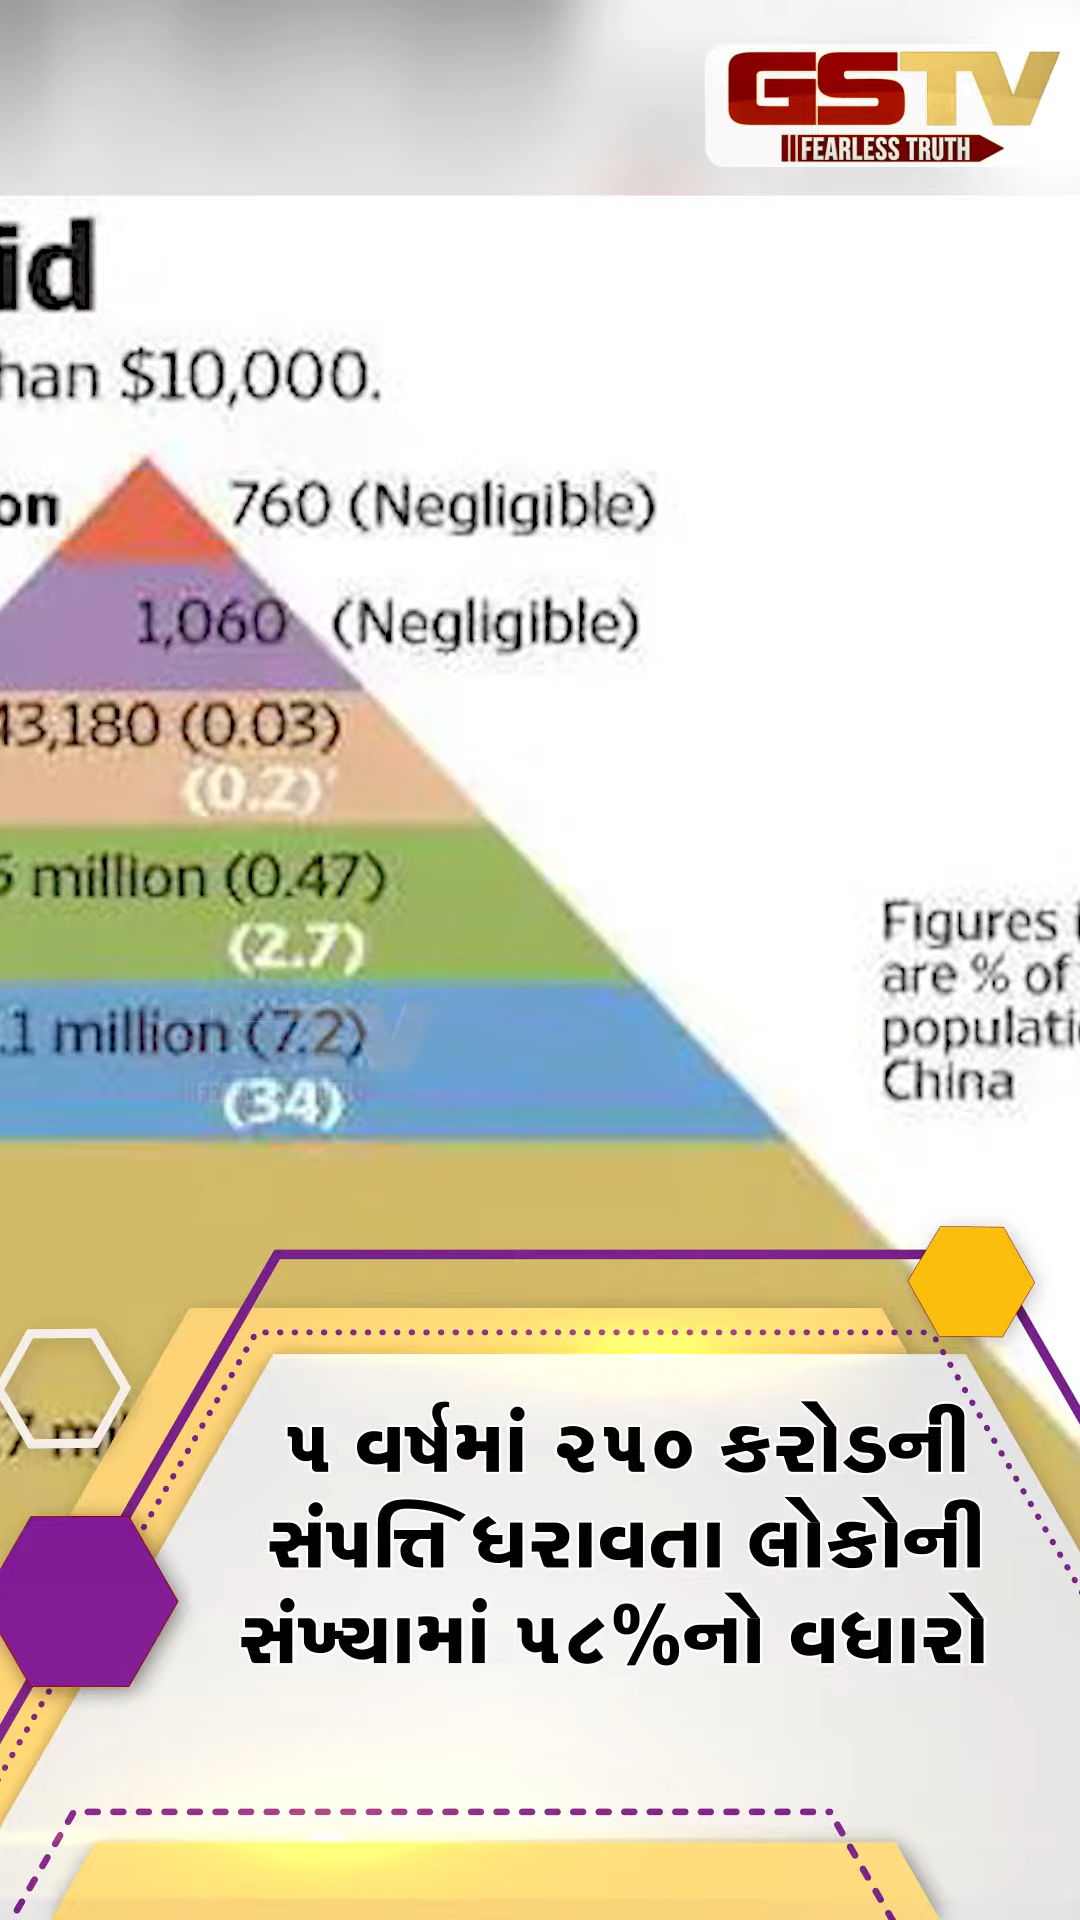 GSTV
FEARLESS TRUTH
id
han $10,000.
on 760 (Negligible)
1,060 (Negligible)
43,180 (0.03)
(0.2)
million (0.47)
(2.7)
.1 million (7.2)
(34)
Figures
are % of
populati
China
૫ વર્ષમાં ૨૫૦ કરોડની
સંપત્તિ ધરાવતા લોકોની
સંખ્યામાં ૫૮%નો વધારો